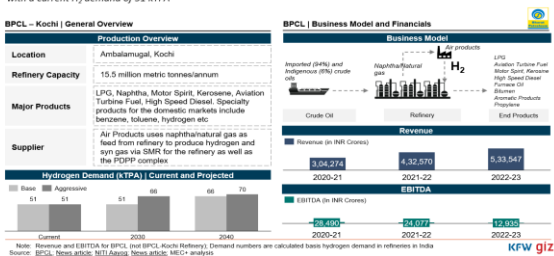 BPCL – Kochi | General Overview
Production Overview
Location
Ambalamugal, Kochi
Refinery Capacity
15.5 million metric tonnes/annum
Major Products
LPG, Naphtha, Motor Spirit, Kerosene, Aviation
Turbine Fuel, High Speed Diesel. Specialty
products for the domestic markets include
benzene, toluene, hydrogen etc
Supplier
Air Products uses naphtha/natural gas as
feed from refinery to produce hydrogen and
syn gas via SMR for the refinery as well as
the PDPP complex
Hydrogen Demand (kTPA) | Current and Projected
Base
Aggressive
51
51
51
66
66
70
Current
2030
2040
BPCL | Business Model and Financials
Business Model
Imported (94%) and
Indigenous (6%) crude
oils
Naphtha/Natural
gas
Air products
H2
LPG
Aviation Turbine Fuel
Motor Spirit, Kerosene
High Speed Diesel
Furnace Oil
Bitumen
Aromatic Products
Propylene
Crude Oil
Refinery
End Products
Revenue
Revenue (in INR Crores)
3,04,274
4,32,570
5,33,547
2020-21
2021-22
2022-23
EBITDA
EBITDA (In INR Crores)
28,490
24,077
12,935
2020-21
2021-22
2022-23
Note: Revenue and EBITDA for BPCL (not BPCL-Kochi Refinery); Demand numbers are calculated basis hydrogen demand in refineries in India
Source: BPCL; News article; NITI Aayog; News article; MEC+ analysis
KFW giz